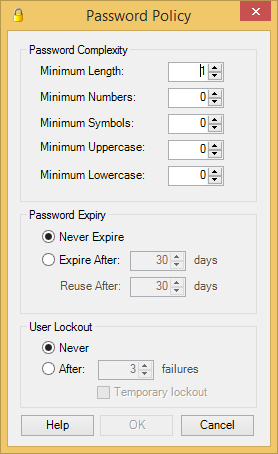 Password Policy
Password Complexity
Minimum Length: 1
Minimum Numbers: 0
Minimum Symbols: 0
Minimum Uppercase: 0
Minimum Lowercase: 0
Password Expiry
Never Expire
Expire After: 30 days
Reuse After: 30 days
User Lockout
Never
After: 3 failures
Temporary lockout
Help OK Cancel